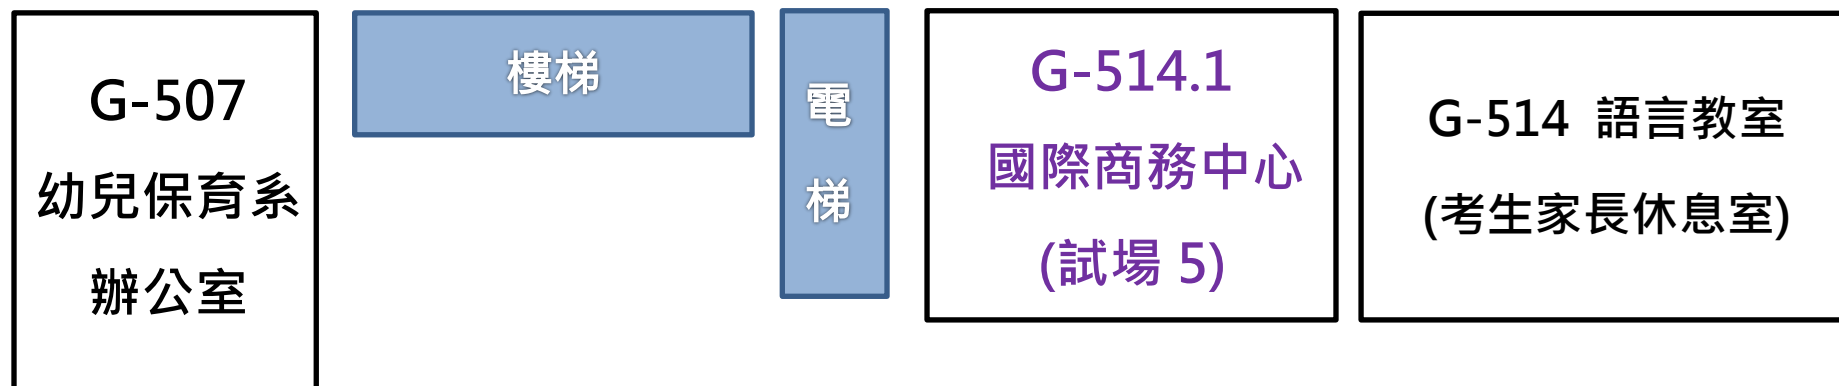 G-507
幼兒保育系
辦公室
樓梯
電
梯
G-514.1
國際商務中心
(試場 5)
G-514 語言教室
(考生家長休息室)